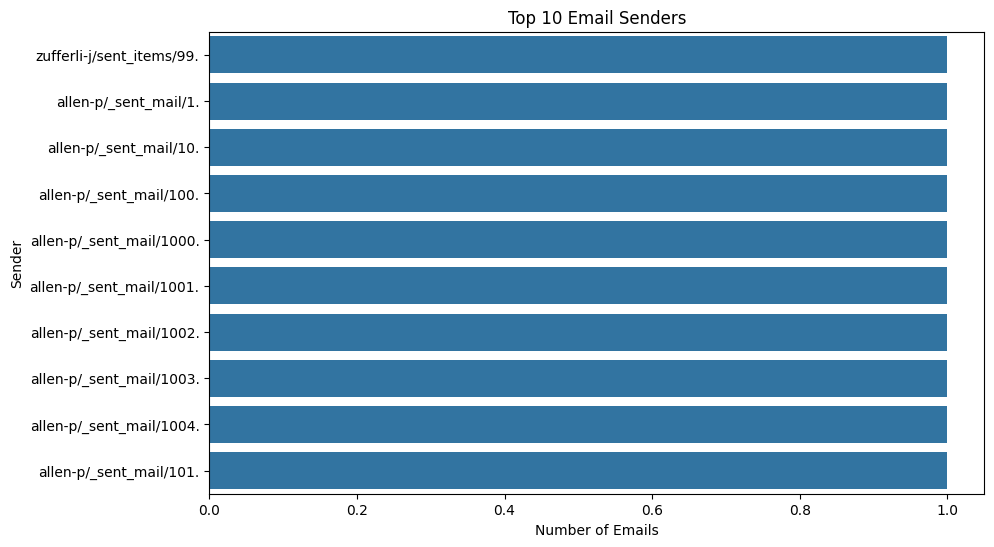 Top 10 Email Senders
zufferli-j/sent_items/99.
allen-p/_sent_mail/1.
allen-p/_sent_mail/10.
allen-p/_sent_mail/100.
allen-p/_sent_mail/1000.
allen-p/_sent_mail/1001.
allen-p/_sent_mail/1002.
allen-p/_sent_mail/1003.
allen-p/_sent_mail/1004.
allen-p/_sent_mail/101.
Sender
0.0 0.2 0.4 0.6 0.8 1.0
Number of Emails